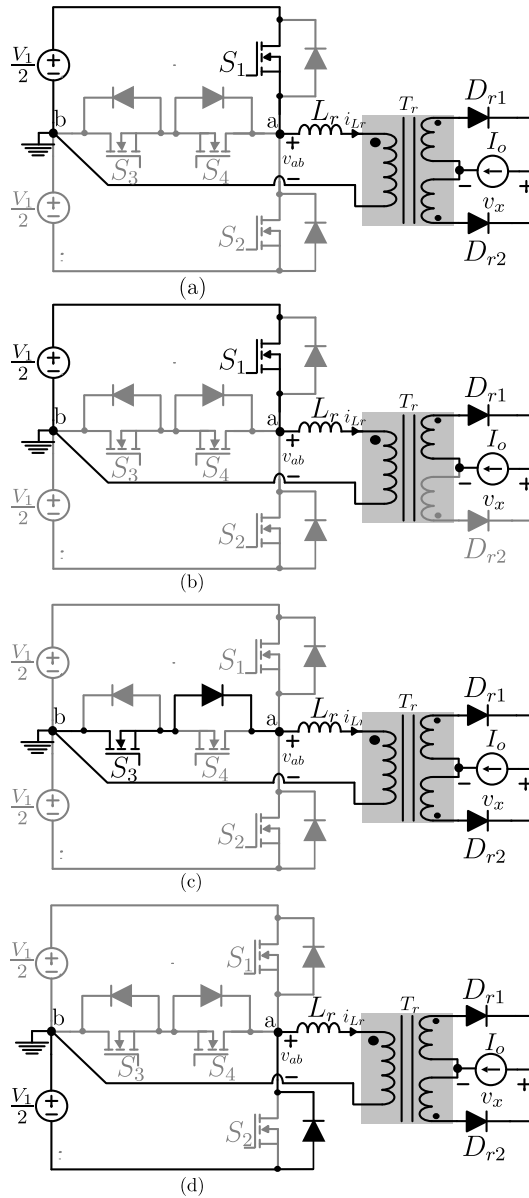 V₁/2 S₁ Dr1
b a Lr iLr Tr Io
S₃ S₄ vab vx
V₁/2 S₂ Dr2
(a)
V₁/2 S₁ Dr1
b a Lr iLr Tr Io
S₃ S₄ vab vx
V₁/2 S₂ Dr2
(b)
V₁/2 S₁ Dr1
b a Lr iLr Tr Io
S₃ S₄ vab vx
V₁/2 S₂ Dr2
(c)
V₁/2 S₁ Dr1
b a Lr iLr Tr Io
S₃ S₄ vab vx
V₁/2 S₂ Dr2
(d)